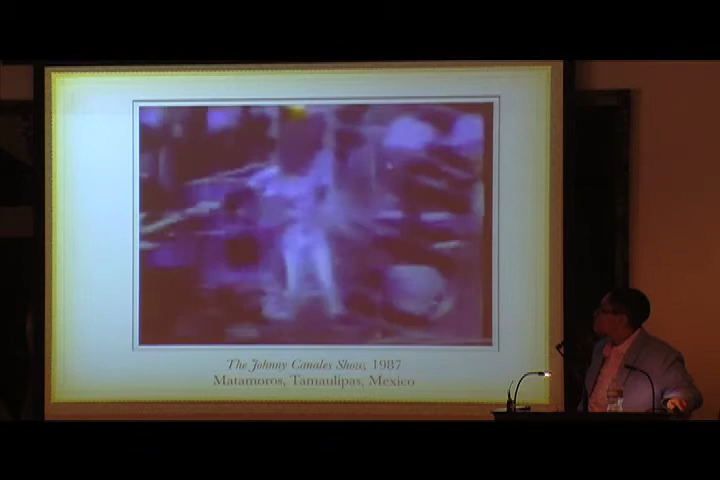 The Johnny Canales Show, 1987
Matamoros, Tamaulipas, Mexico